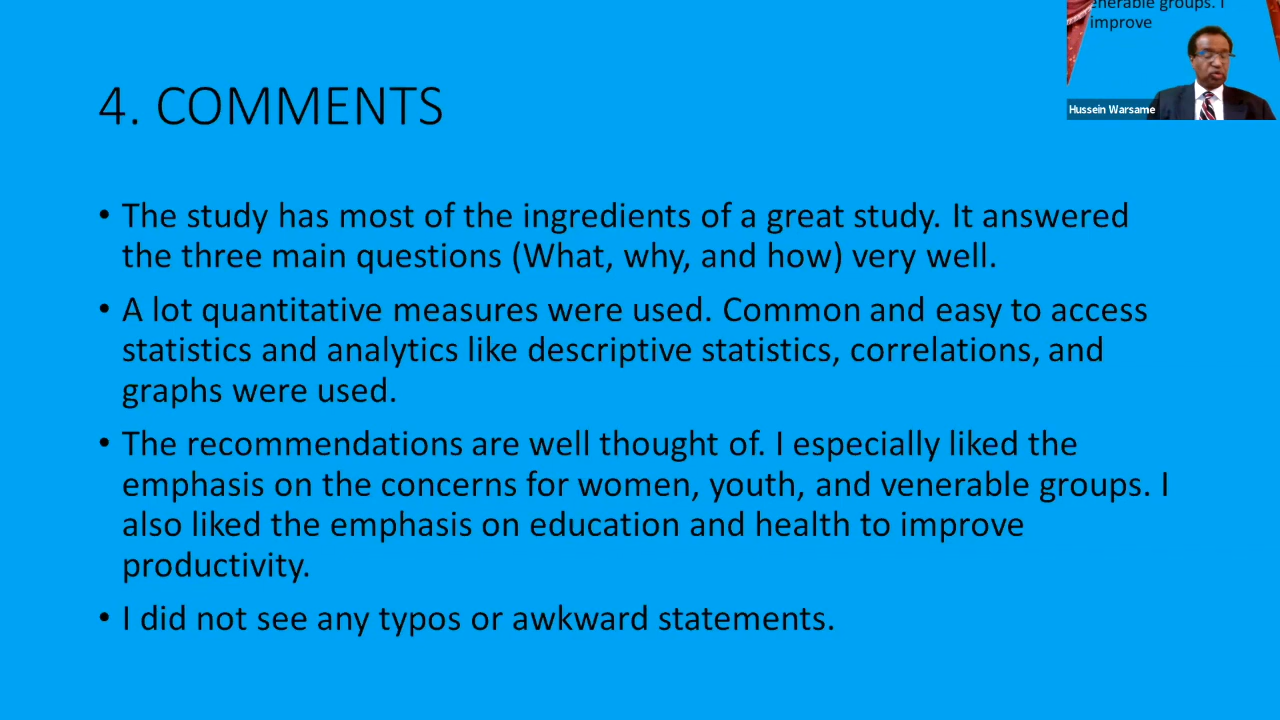 enerable groups. I
improve
Hussein Warsame
4. COMMENTS
• The study has most of the ingredients of a great study. It answered
the three main questions (What, why, and how) very well.
• A lot quantitative measures were used. Common and easy to access
statistics and analytics like descriptive statistics, correlations, and
graphs were used.
• The recommendations are well thought of. I especially liked the
emphasis on the concerns for women, youth, and venerable groups. I
also liked the emphasis on education and health to improve
productivity.
• I did not see any typos or awkward statements.